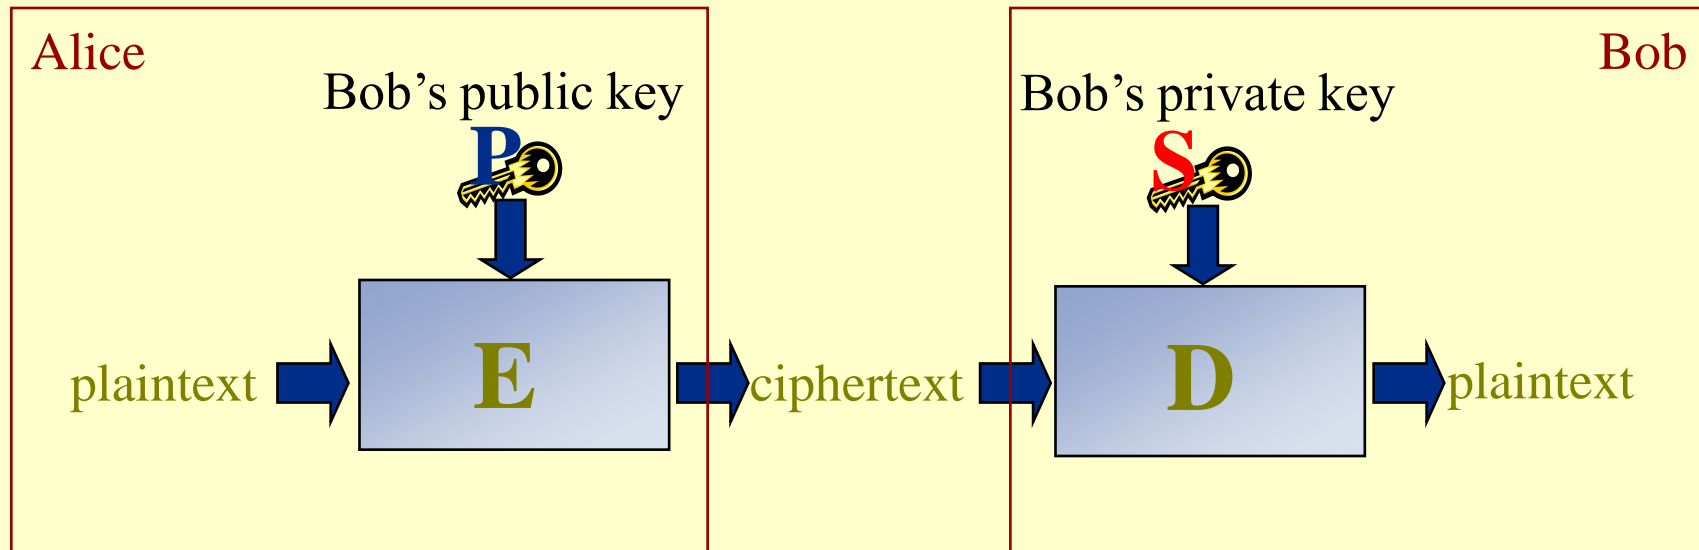 Alice
Bob's public key
P
E
plaintext
ciphertext
Bob
Bob's private key
S
D
plaintext